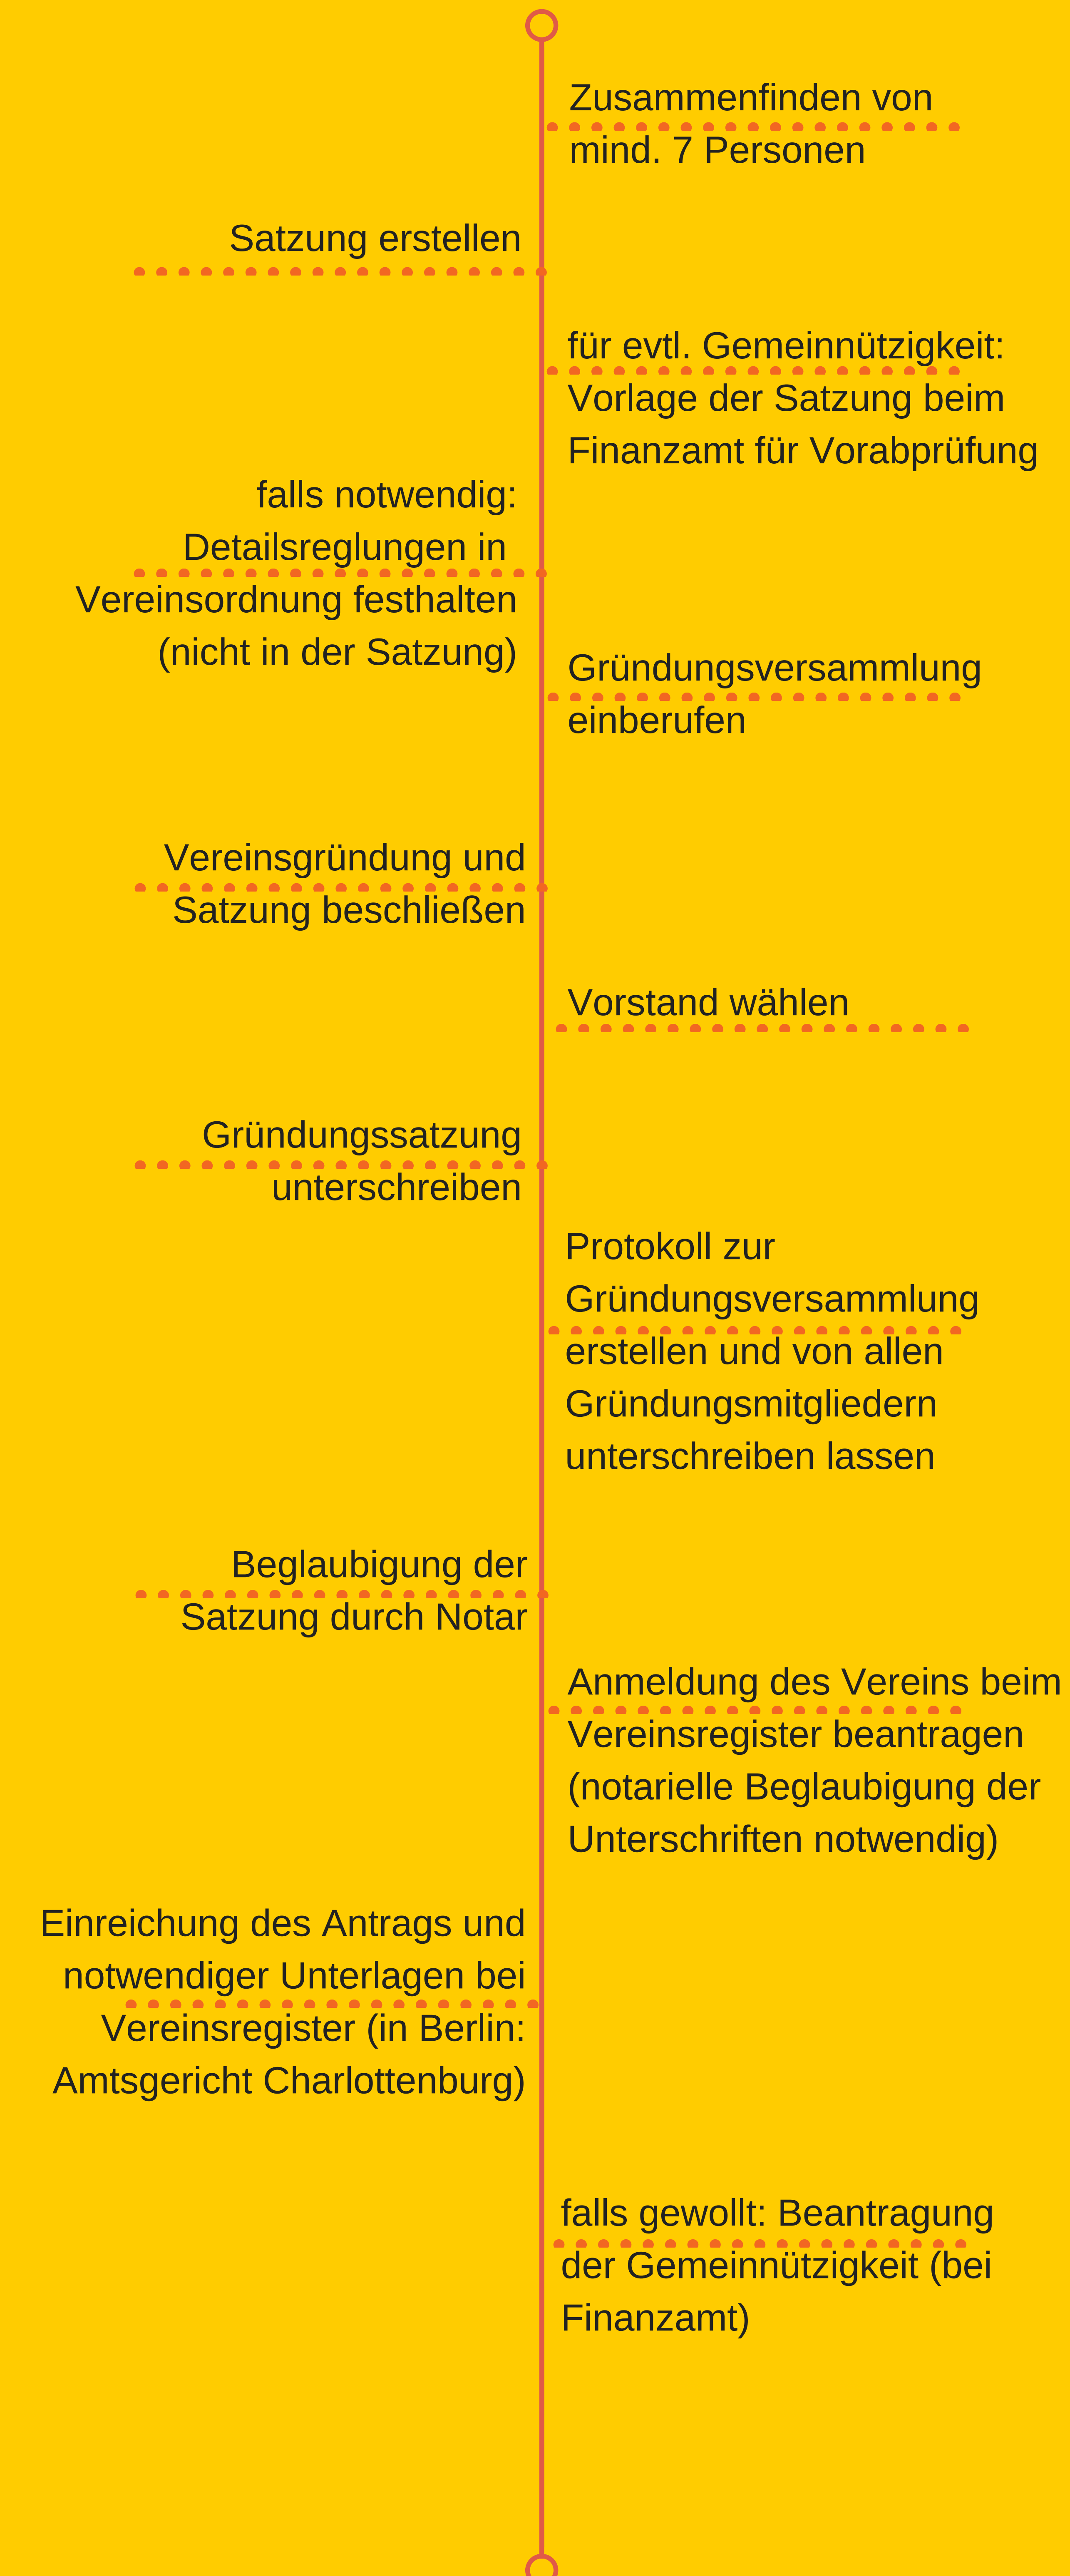 Zusammenfinden von
mind. 7 Personen
Satzung erstellen
für evtl. Gemeinnützigkeit:
Vorlage der Satzung beim
Finanzamt für Vorabprüfung
falls notwendig:
Detailsreglungen in
Vereinsordnung festhalten
(nicht in der Satzung)
Gründungsversammlung
einberufen
Vereinsgründung und
Satzung beschließen
Vorstand wählen
Gründungssatzung
unterschreiben
Protokoll zur
Gründungsversammlung
erstellen und von allen
Gründungsmitgliedern
unterschreiben lassen
Beglaubigung der
Satzung durch Notar
Anmeldung des Vereins beim
Vereinsregister beantragen
(notarielle Beglaubigung der
Unterschriften notwendig)
Einreichung des Antrags und
notwendiger Unterlagen bei
Vereinsregister (in Berlin:
Amtsgericht Charlottenburg)
falls gewollt: Beantragung
der Gemeinnützigkeit (bei
Finanzamt)